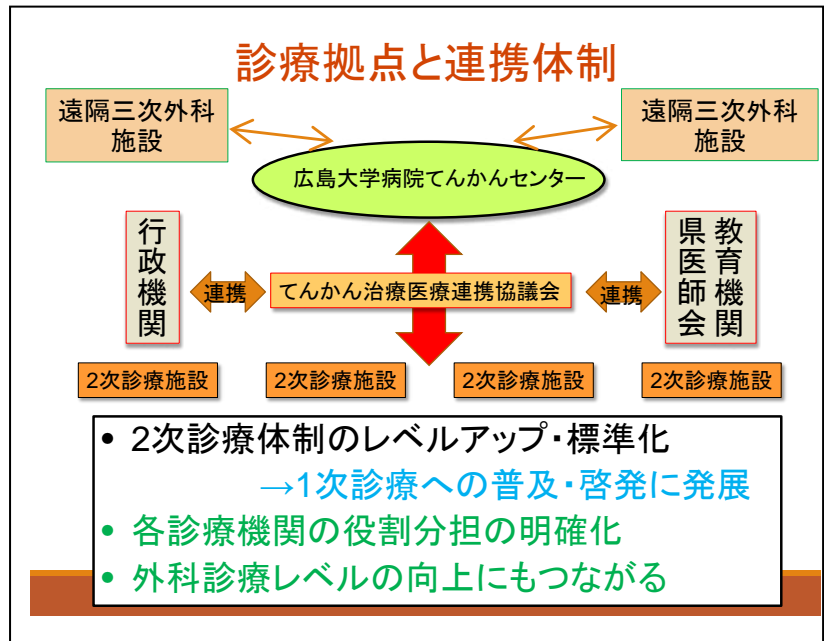 診療拠点と連携体制
遠隔三次外科
施設
遠隔三次外科
施設
広島大学病院てんかんセンター
行政機関
連携
てんかん治療医療連携協議会
連携
教育機関
県医師会
2次診療施設
2次診療施設
2次診療施設
2次診療施設
• 2次診療体制のレベルアップ・標準化
→1次診療への普及・啓発に発展
• 各診療機関の役割分担の明確化
• 外科診療レベルの向上にもつながる